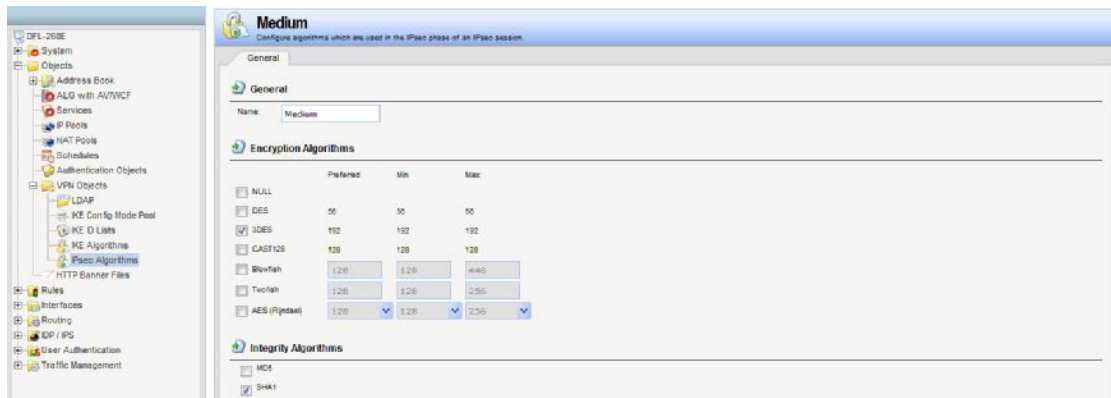 DFL-260E
System
Objects
Address Book
ALG with AV/WCF
Services
IP Pools
NAT Pools
Schedules
Authentication Objects
VPN Objects
LDAP
IKE Config Mode Pool
IKE ID Lists
IKE Algorithms
IPsec Algorithms
HTTP Banner Files
Rules
Interfaces
Routing
IDP / IPS
User Authentication
Traffic Management
Medium
Configure algorithms which are used in the IPsec phase of an IPsec session.
General
General
Name: Medium
Encryption Algorithms
Preferred Min Max
NULL
DES 56 56 56
3DES 192 192 192
CAST128 128 128 128
Blowfish 128 128 448
Twofish 128 128 256
AES (Rijndael) 128 128 256
Integrity Algorithms
MD5
SHA1